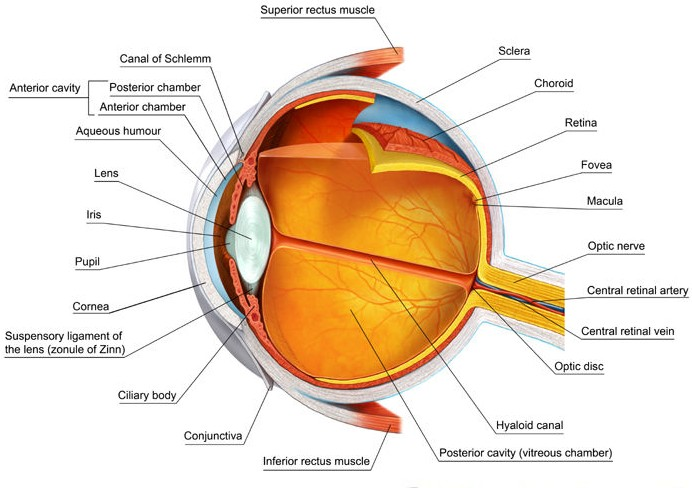 Superior rectus muscle
Sclera
Canal of Schlemm
Choroid
Anterior cavity
Posterior chamber
Anterior chamber
Retina
Aqueous humour
Fovea
Lens
Macula
Iris
Optic nerve
Pupil
Central retinal artery
Cornea
Central retinal vein
Suspensory ligament of
the lens (zonule of Zinn)
Optic disc
Ciliary body
Hyaloid canal
Conjunctiva
Posterior cavity (vitreous chamber)
Inferior rectus muscle